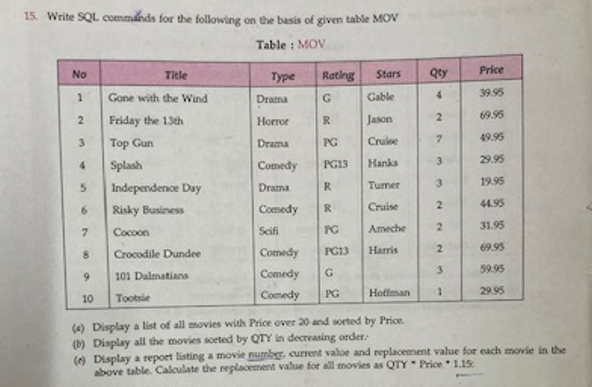 15. Write SQL commands for the following on the basis of given table MOV
Table : MOV
No Title Type Rating Stars Qty Price
1 Gone with the Wind Drama G Gable 4 39.95
2 Friday the 13th Horror R Jason 2 69.95
3 Top Gun Drama PG Cruise 7 49.95
4 Splash Comedy PG13 Hanks 3 29.95
5 Independence Day Drama R Turner 3 19.95
6 Risky Business Comedy R Cruise 2 44.95
7 Cocoon Scifi PG Ameche 2 31.95
8 Crocodile Dundee Comedy PG13 Harris 2 69.95
9 101 Dalmatians Comedy G 3 59.95
10 Tootsie Comedy PG Hoffman 1 29.95
(a) Display a list of all movies with Price over 20 and sorted by Price.
(b) Display all the movies sorted by QTY in decreasing order.
(c) Display a report listing a movie number, current value and replacement value for each movie in the
above table. Calculate the replacement value for all movies as QTY * Price * 1.15.